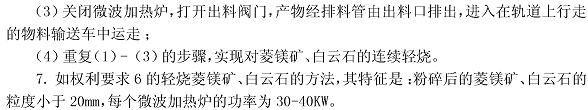 (3)关闭微波加热炉,打开出料阀门,产物经排料管由出料口排出,进入在轨道上行走
的物料输送车中运走;
(4)重复(1)-(3)的步骤,实现对菱镁矿、白云石的连续轻烧。
7. 如权利要求6的轻烧菱镁矿、白云石的方法,其特征是:粉碎后的菱镁矿、白云石的
粒度小于20mm,每个微波加热炉的功率为30-40KW。